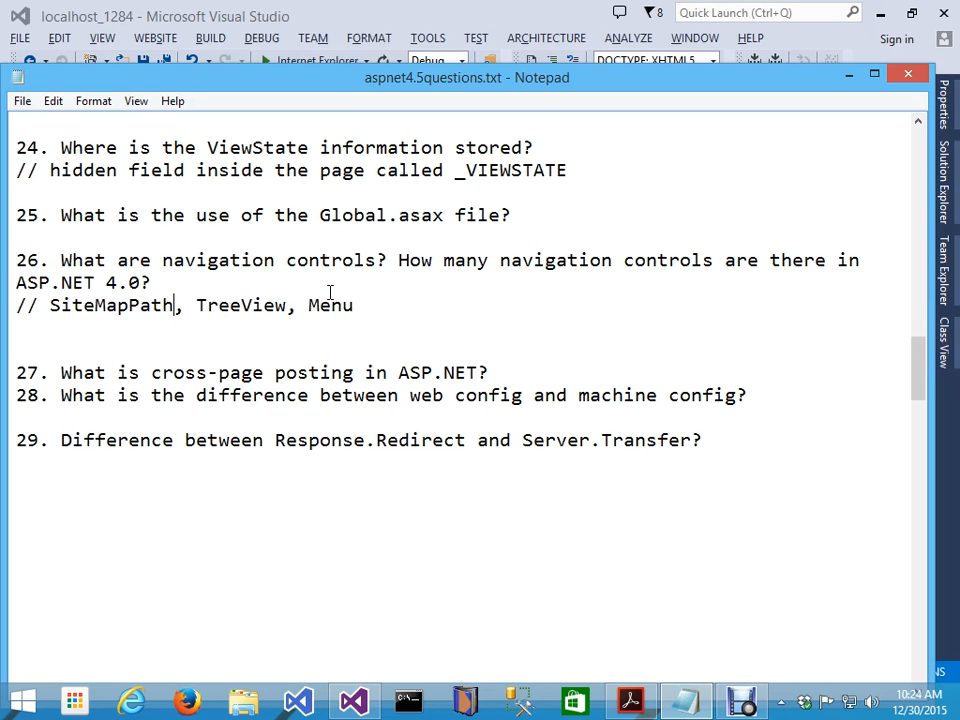 localhost_1284 - Microsoft Visual Studio
8
Quick Launch (Ctrl+Q)
FILE EDIT VIEW WEBSITE BUILD DEBUG TEAM FORMAT TOOLS TEST ARCHITECTURE ANALYZE WINDOW HELP
Sign in
Internet Explorer Debug DOCTYPE: XHTML5
aspnet4.5questions.txt - Notepad
File Edit Format View Help
24. Where is the ViewState information stored?
// hidden field inside the page called _VIEWSTATE
25. What is the use of the Global.asax file?
26. What are navigation controls? How many navigation controls are there in
ASP.NET 4.0?
// SiteMapPath, TreeView, Menu
27. What is cross-page posting in ASP.NET?
28. What is the difference between web config and machine config?
29. Difference between Response.Redirect and Server.Transfer?
Properties
Solution Explorer
Team Explorer
Class View
NS
10:24 AM
12/30/2015